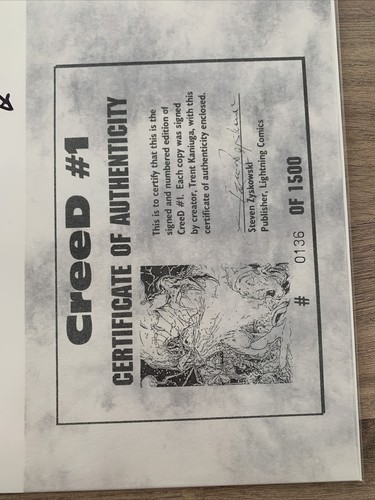 CreeD #1
CERTIFICATE OF AUTHENTICITY
This is to certify that this is the
signed and numbered edition of
CreeD #1. Each copy was signed
by creator, Trent Kaniuga, with this
certificate of authenticity enclosed.
Steven Zyskowski
Publisher, Lightning Comics
# 0136 OF 1500